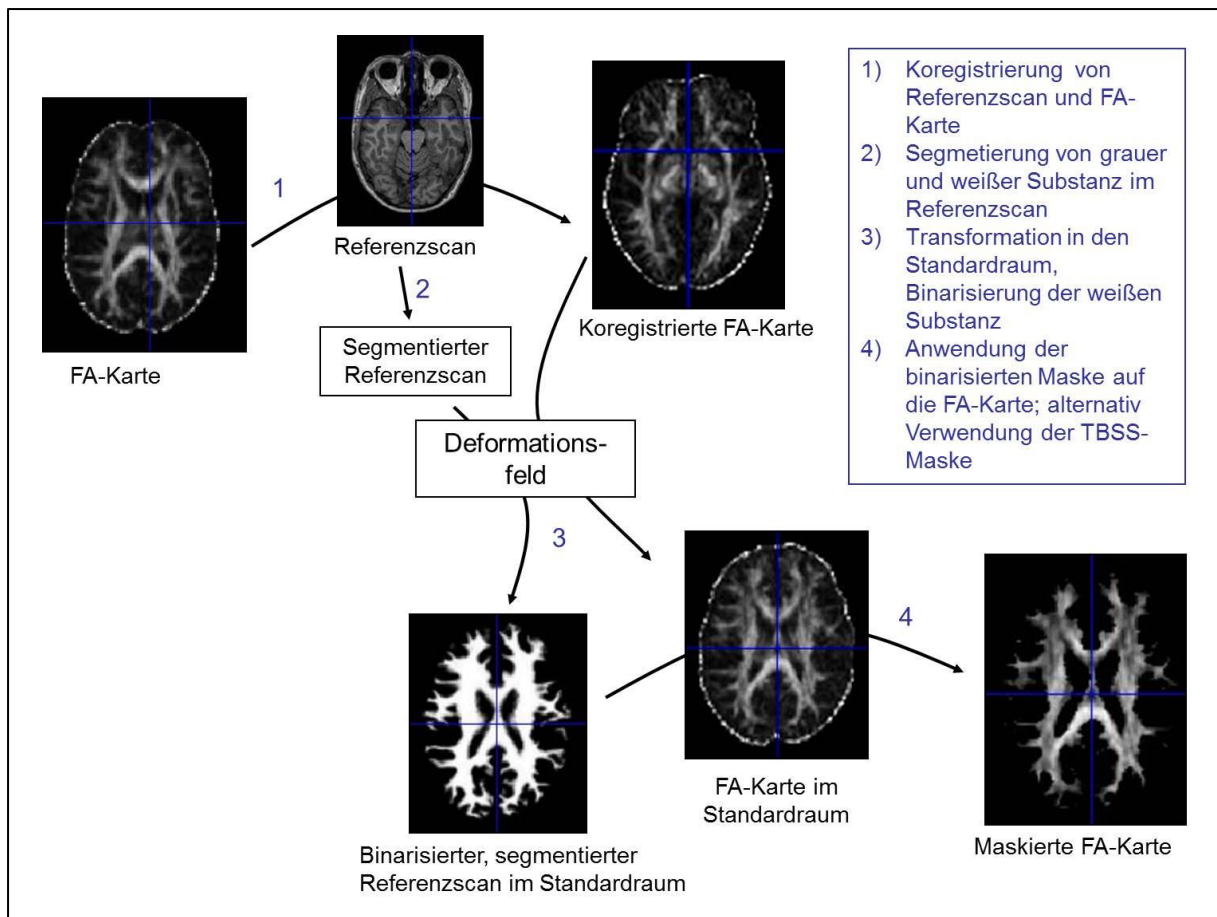 1) Koregistrierung von
Referenzscan und FA-
Karte
2) Segmetierung von grauer
und weißer Substanz im
Referenzscan
3) Transformation in den
Standardraum,
Binarisierung der weißen
Substanz
4) Anwendung der
binarisierten Maske auf
die FA-Karte; alternativ
Verwendung der TBSS-
Maske
1
Referenzscan
2
Koregistrierte FA-Karte
FA-Karte
Segmentierter
Referenzscan
Deformations-
feld
3
4
FA-Karte im
Standardraum
Maskierte FA-Karte
Binarisierter, segmentierter
Referenzscan im Standardraum